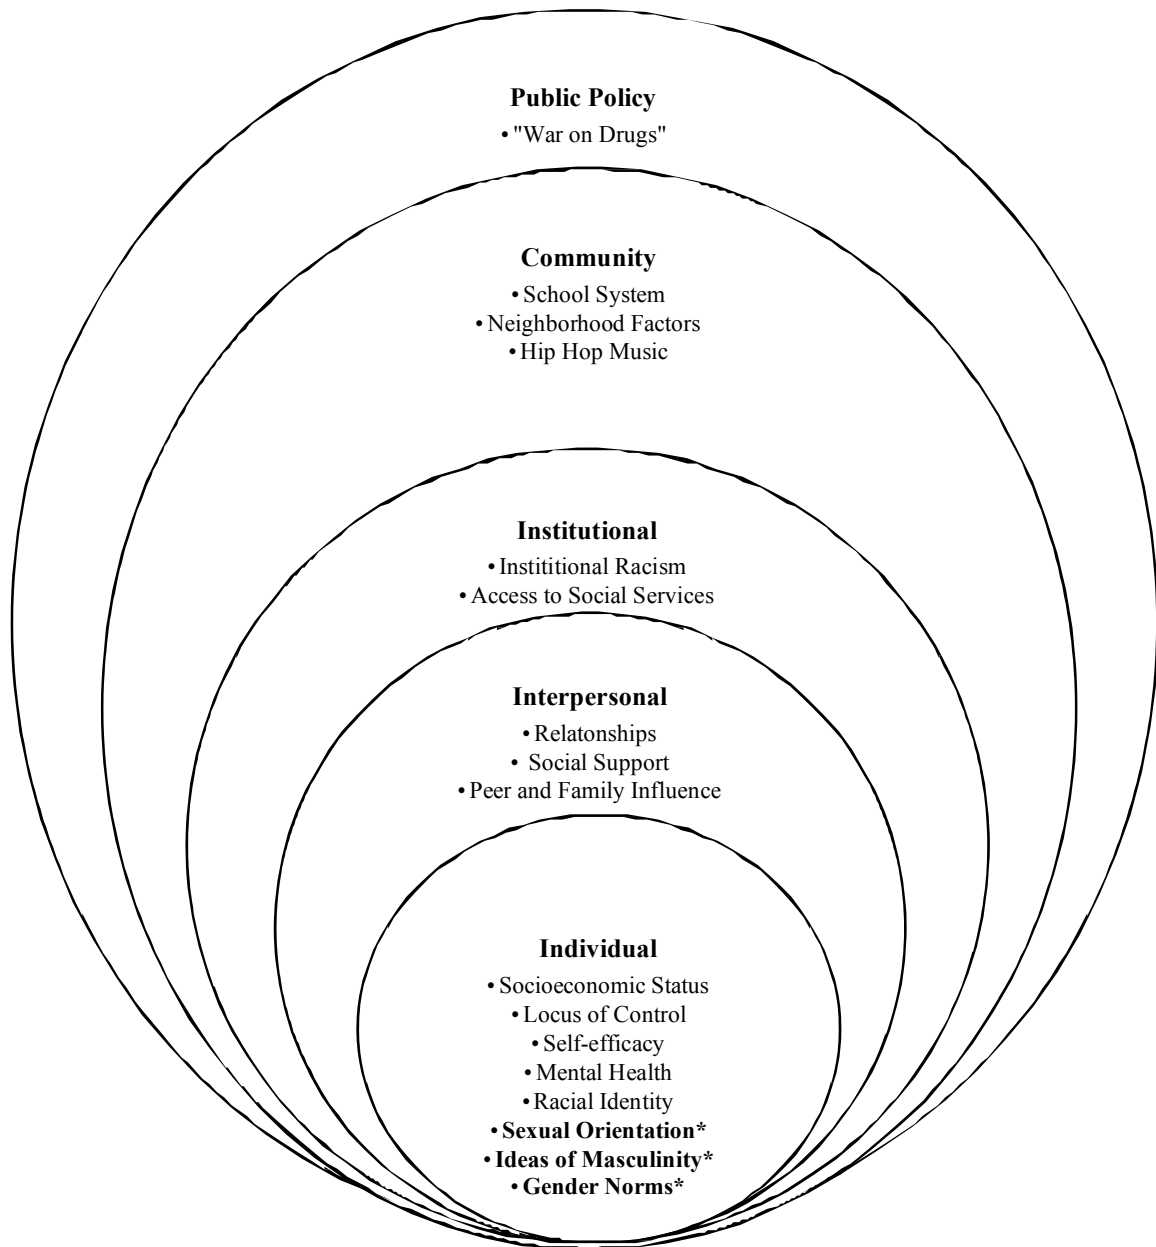 Public Policy
• "War on Drugs"
Community
• School System
• Neighborhood Factors
• Hip Hop Music
Institutional
• Instititional Racism
• Access to Social Services
Interpersonal
• Relatonships
• Social Support
• Peer and Family Influence
Individual
• Socioeconomic Status
• Locus of Control
• Self-efficacy
• Mental Health
• Racial Identity
• Sexual Orientation*
• Ideas of Masculinity*
• Gender Norms*